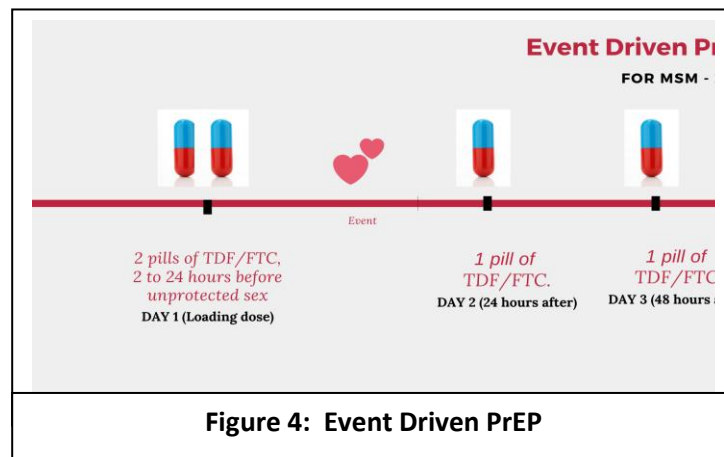 Event Driven Pr
FOR MSM -
Event
2 pills of TDF/FTC,
2 to 24 hours before
unprotected sex
DAY 1 (Loading dose)
1 pill of
TDF/FTC.
DAY 2 (24 hours after)
1 pill of
TDF/FTC
DAY 3 (48 hours
Figure 4: Event Driven PrEP